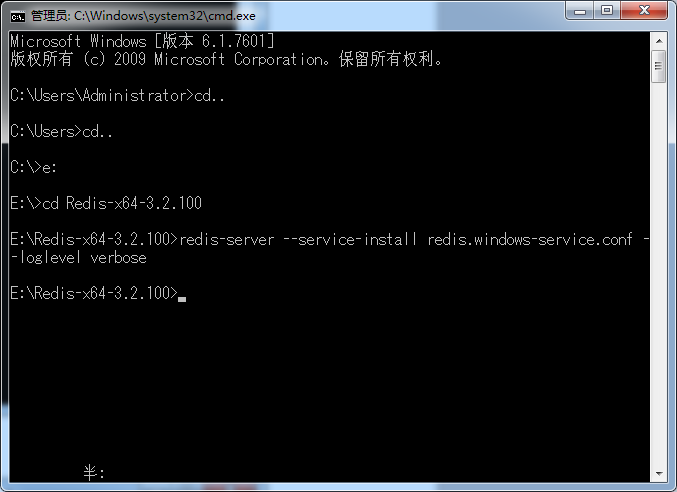 管理员: C:\Windows\system32\cmd.exe
Microsoft Windows [版本 6.1.7601]
版权所有 (c) 2009 Microsoft Corporation。保留所有权利。
C:\Users\Administrator>cd..
C:\Users>cd..
C:\>e:
E:\>cd Redis-x64-3.2.100
E:\Redis-x64-3.2.100>redis-server --service-install redis.windows-service.conf -
-loglevel verbose
E:\Redis-x64-3.2.100>
半: